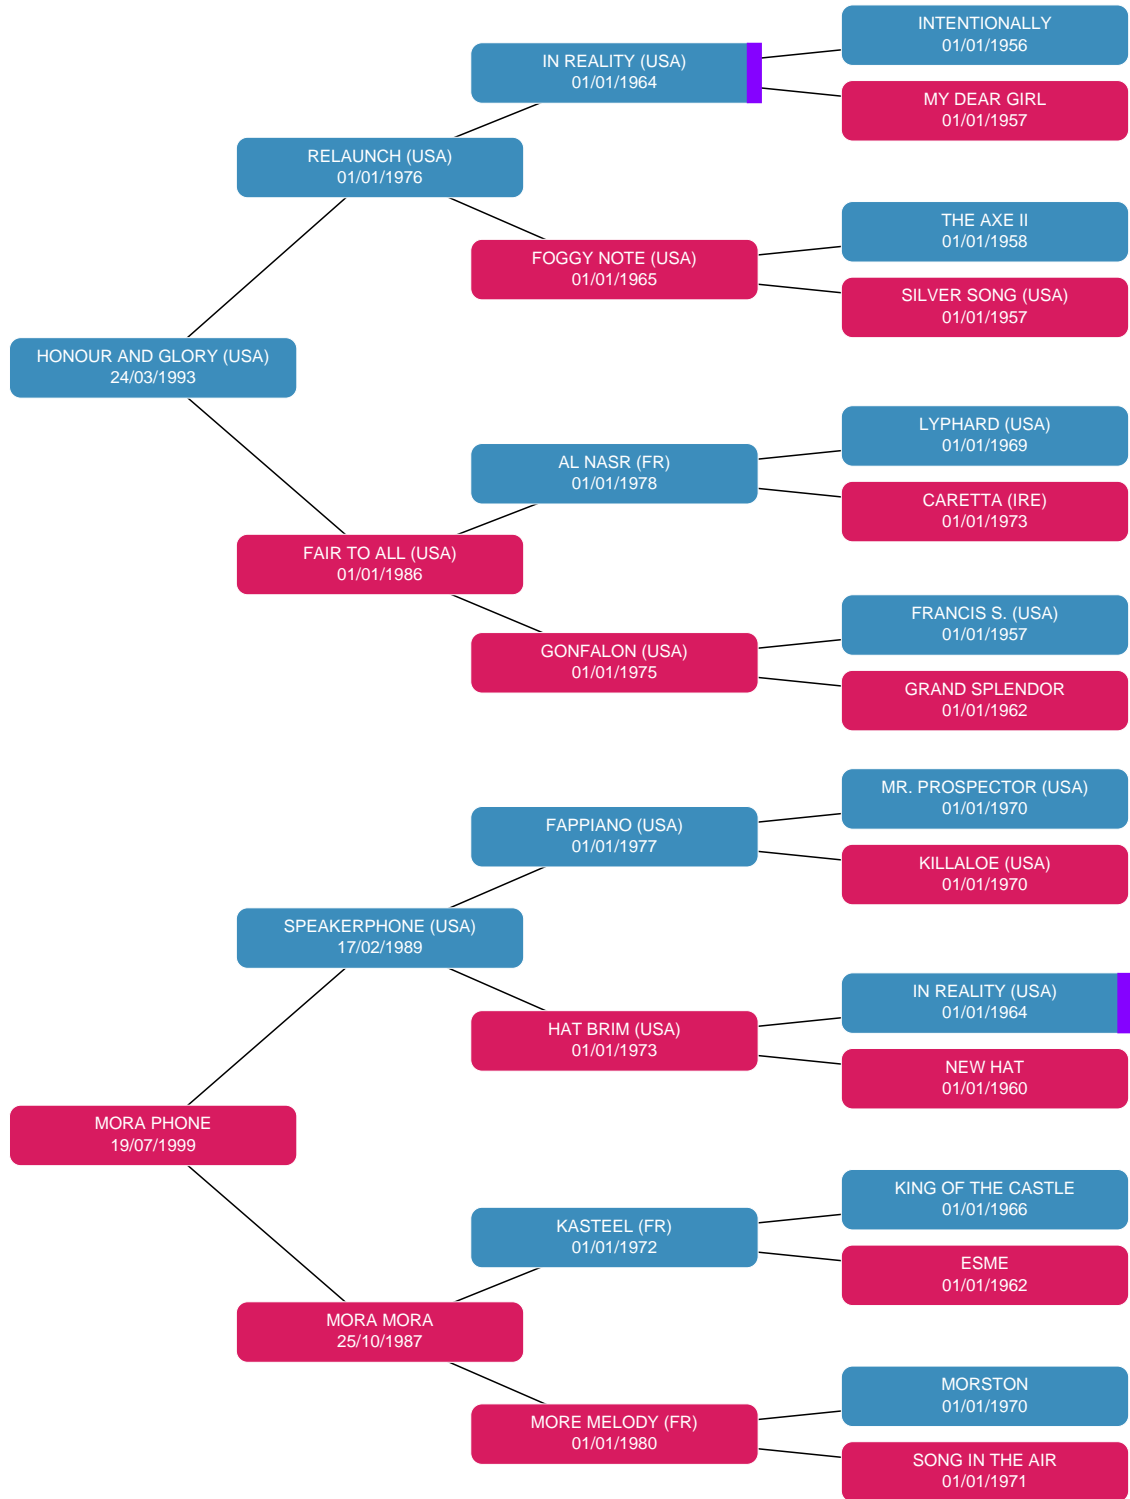 INTENTIONALLY
01/01/1956
IN REALITY (USA)
01/01/1964
MY DEAR GIRL
01/01/1957
RELAUNCH (USA)
01/01/1976
THE AXE II
01/01/1958
FOGGY NOTE (USA)
01/01/1965
SILVER SONG (USA)
01/01/1957
HONOUR AND GLORY (USA)
24/03/1993
LYPHARD (USA)
01/01/1969
AL NASR (FR)
01/01/1978
CARETTA (IRE)
01/01/1973
FAIR TO ALL (USA)
01/01/1986
FRANCIS S. (USA)
01/01/1957
GONFALON (USA)
01/01/1975
GRAND SPLENDOR
01/01/1962
MR. PROSPECTOR (USA)
01/01/1970
FAPPIANO (USA)
01/01/1977
KILLALOE (USA)
01/01/1970
SPEAKERPHONE (USA)
17/02/1989
IN REALITY (USA)
01/01/1964
HAT BRIM (USA)
01/01/1973
NEW HAT
01/01/1960
MORA PHONE
19/07/1999
KING OF THE CASTLE
01/01/1966
KASTEEL (FR)
01/01/1972
ESME
01/01/1962
MORA MORA
25/10/1987
MORSTON
01/01/1970
MORE MELODY (FR)
01/01/1980
SONG IN THE AIR
01/01/1971